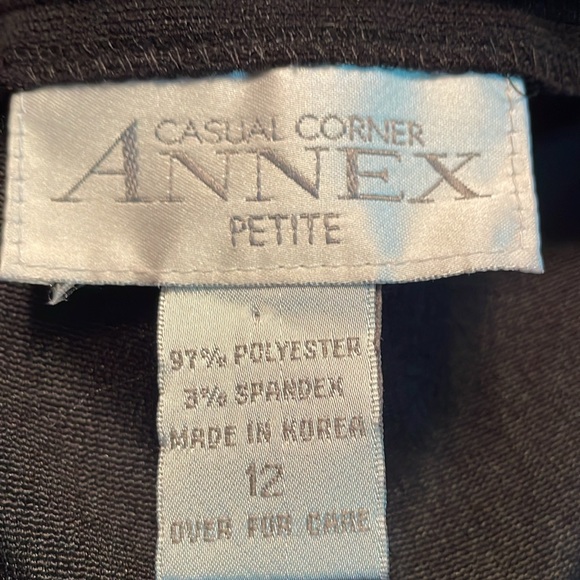 CASUAL CORNER
ANNEX
PETITE
97% POLYESTER
3% SPANDEX
MADE IN KOREA
12
OVER FOR CARE